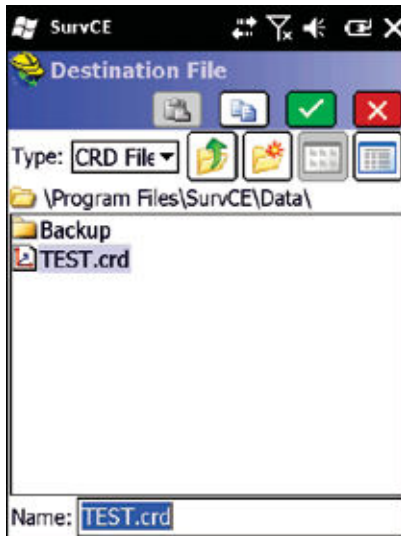 SurvCE
Destination File
Type: CRD File
\Program Files\SurvCE\Data\
Backup
TEST.crd
Name: TEST.crd